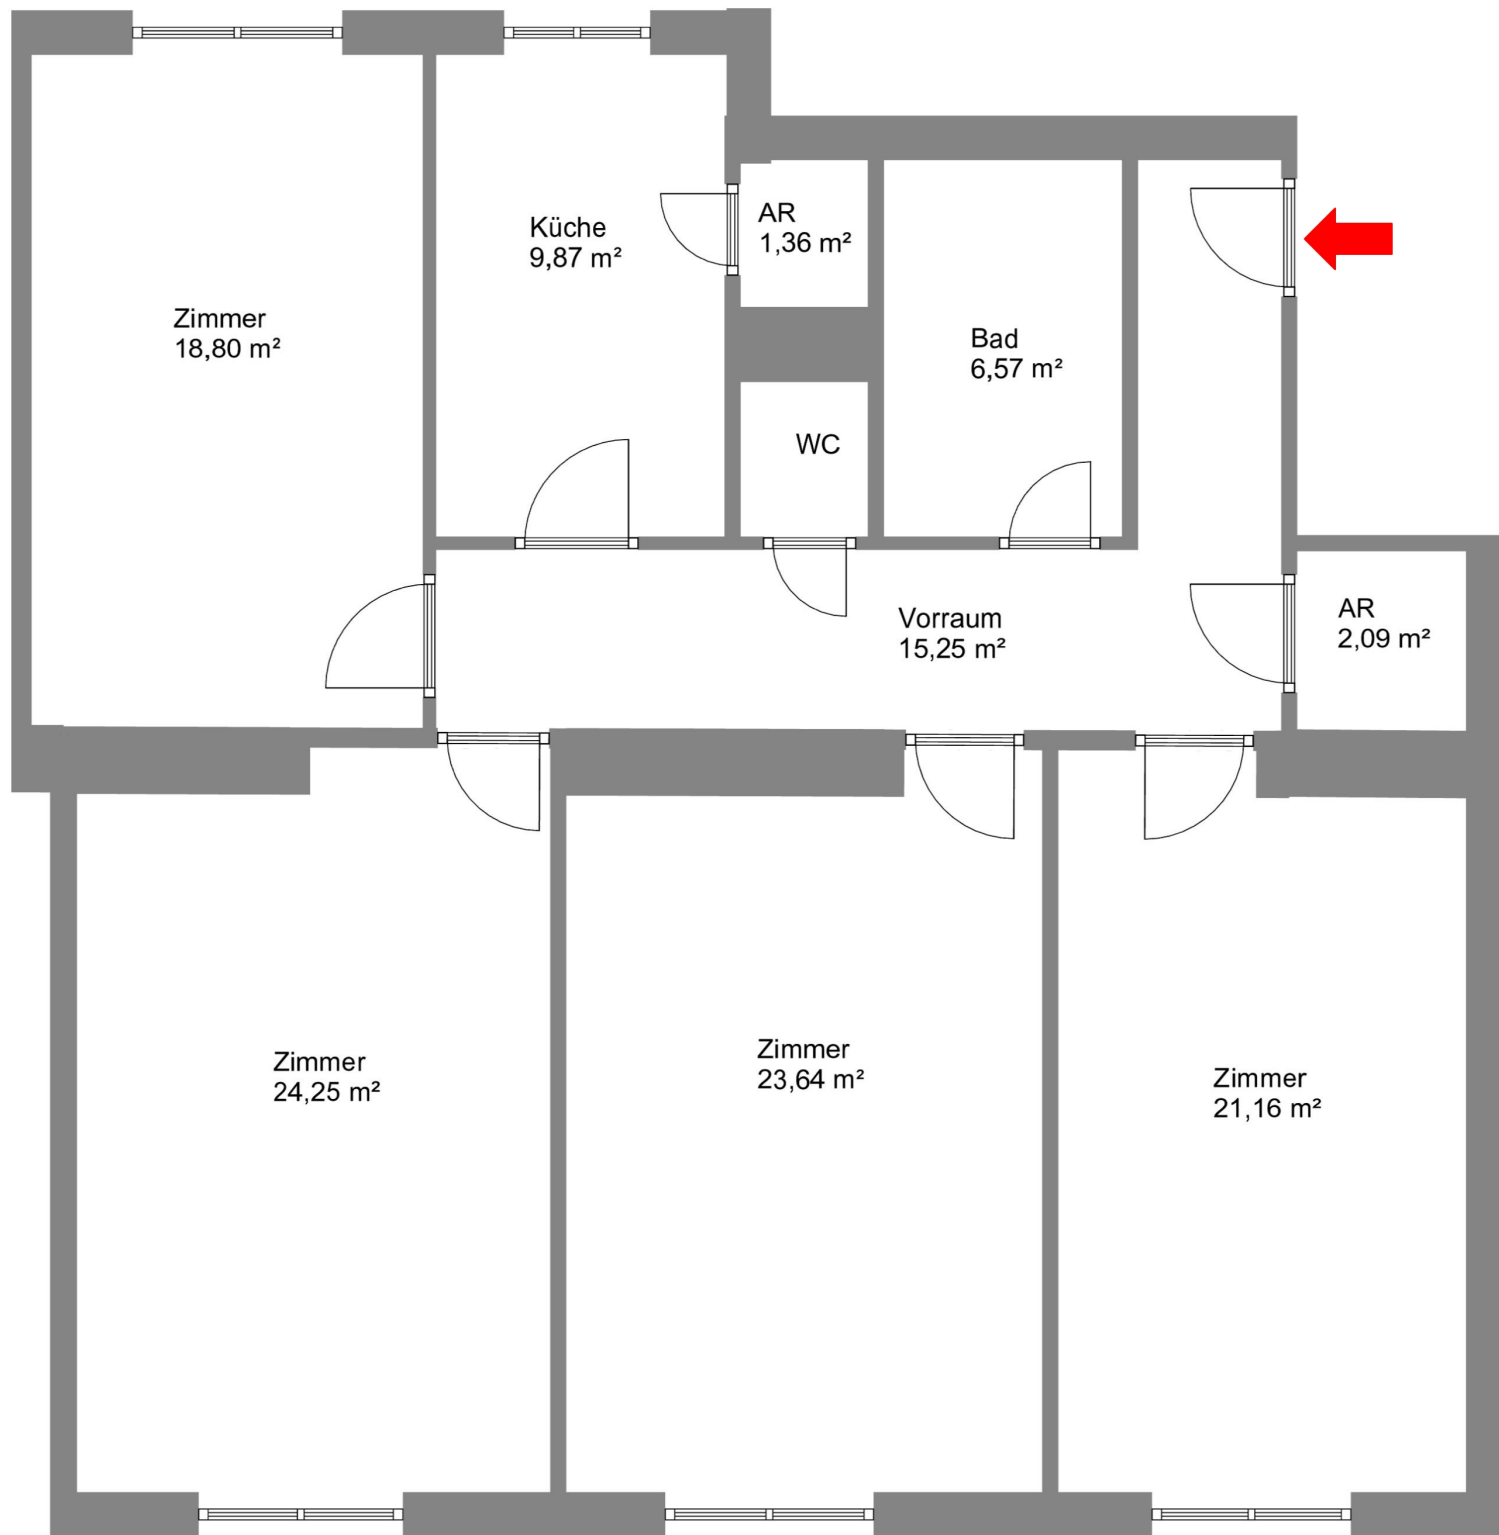 Küche
9,87 m²
AR
1,36 m²
Zimmer
18,80 m²
Bad
6,57 m²
WC
Vorraum
15,25 m²
AR
2,09 m²
Zimmer
24,25 m²
Zimmer
23,64 m²
Zimmer
21,16 m²